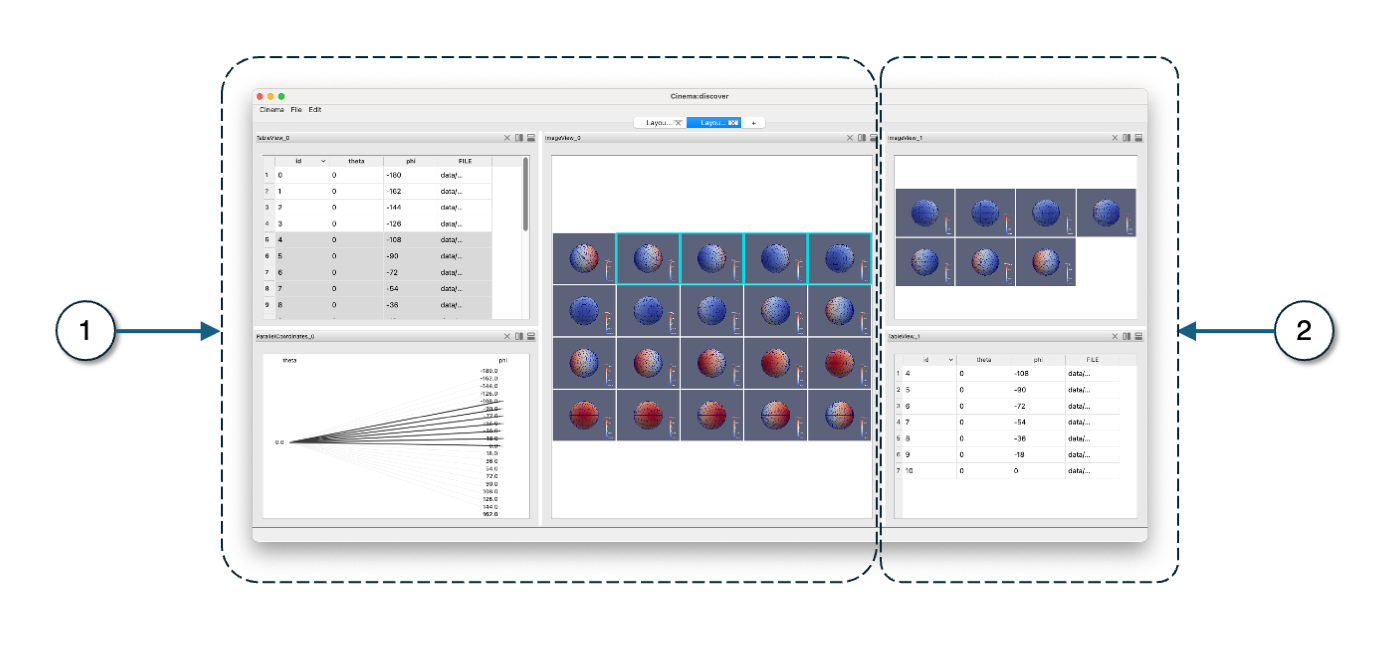 Cinema:discover
Cinema File Edit
Layou... Layou... +
TableView_0
id theta phi FILE
1 0 0 -180 data/...
2 1 0 -162 data/...
3 2 0 -144 data/...
4 3 0 -126 data/...
5 4 0 -108 data/...
6 5 0 -90 data/...
7 6 0 -72 data/...
8 7 0 -54 data/...
9 8 0 -36 data/...
ParallelCoordinates_0
theta phi
-180.0
-162.0
-144.0
-126.0
-108.0
-90.0
-72.0
-54.0
-36.0
-18.0
0.0
0.0
18.0
36.0
54.0
72.0
90.0
108.0
126.0
144.0
162.0
ImageView_0
ImageView_1
TableView_1
id theta phi FILE
1 4 0 -108 data/...
2 5 0 -90 data/...
3 6 0 -72 data/...
4 7 0 -54 data/...
5 8 0 -36 data/...
6 9 0 -18 data/...
7 10 0 0 data/...
1
2